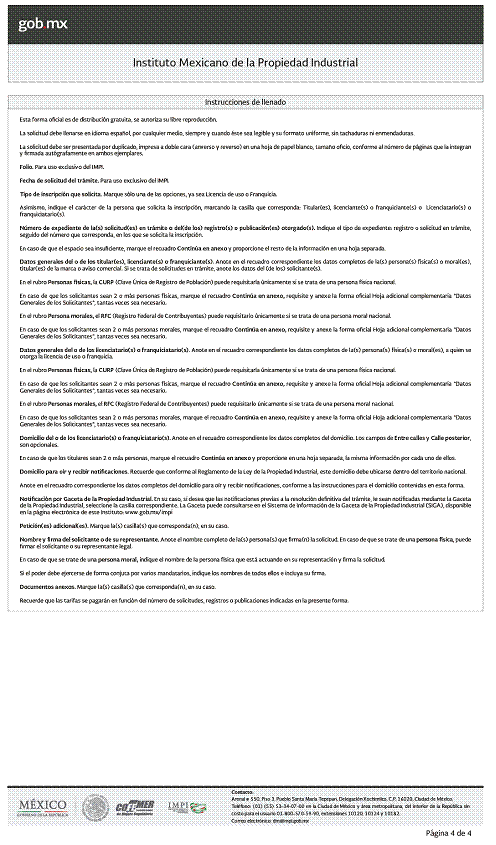 gob.mx
Instituto Mexicano de la Propiedad Industrial
Instrucciones de llenado
Esta forma oficial es de distribución gratuita, se autoriza su libre reproducción.
La solicitud debe llenarse en idioma español, por cualquier medio, siempre y cuando éste sea legible y su formato uniforme, sin tachaduras ni enmendaduras.
La solicitud debe ser presentada por duplicado, impresa a doble cara (anverso y reverso) en una hoja de papel blanco, tamaño oficio, conforme al número de páginas que la integran
y firmada autógrafamente en ambos ejemplares.
Folio. Para uso exclusivo del IMPI.
Fecha de solicitud del trámite. Para uso exclusivo del IMPI.
Tipo de inscripción que solicita. Marque sólo una de las opciones, ya sea Licencia de uso o Franquicia.
Asimismo, indique el carácter de la persona que solicita la inscripción, marcando la casilla que corresponda: Titular(es), licenciante(s) o franquiciante(s) o Licenciatario(s) o
franquiciatario(s).
Número de expediente de la(s) solicitud(es) en trámite o del(de los) registro(s) o publicación(es) otorgado(s). Indique el tipo de expediente: registro o solicitud en trámite,
seguido del número que corresponda, en los que se solicita la inscripción.
En caso de que el espacio sea insuficiente, marque el recuadro Continúa en anexo y proporcione el resto de la información en una hoja separada.
Datos generales del o de los titular(es), licenciante(s) o franquiciante(s). Anote en el recuadro correspondiente los datos completos de la(s) persona(s) física(s) o moral(es),
titular(es) de la marca o aviso comercial. Si se trata de solicitudes en trámite, anote los datos del (de los) solicitante(s).
En el rubro Personas físicas, la CURP (Clave Única de Registro de Población) puede requisitarla únicamente si se trata de una persona física nacional.
En caso de que los solicitantes sean 2 o más personas físicas, marque el recuadro Continúa en anexo, requisite y anexe la forma oficial Hoja adicional complementaria "Datos
Generales de los Solicitantes", tantas veces sea necesario.
En el rubro Persona morales, el RFC (Registro Federal de Contribuyentes) puede requisitarlo únicamente si se trata de una persona moral nacional.
En caso de que los solicitantes sean 2 o más personas morales, marque el recuadro Continúa en anexo, requisite y anexe la forma oficial Hoja adicional complementaria "Datos
Generales de los Solicitantes", tantas veces sea necesario.
Datos generales del o de los licenciatario(s) o franquiciatario(s). Anote en el recuadro correspondiente los datos completos de la(s) persona(s) física(s) o moral(es), a quien se
otorga la licencia de uso o franquicia.
En el rubro Personas físicas, la CURP (Clave Única de Registro de Población) puede requisitarla únicamente si se trata de una persona física nacional.
En caso de que los solicitantes sean 2 o más personas físicas, marque el recuadro Continúa en anexo, requisite y anexe la forma oficial Hoja adicional complementaria "Datos
Generales de los Solicitantes", tantas veces sea necesario.
En el rubro Personas morales, el RFC (Registro Federal de Contribuyentes) puede requisitarlo únicamente si se trata de una persona moral nacional.
En caso de que los solicitantes sean 2 o más personas morales, marque el recuadro Continúa en anexo, requisite y anexe la forma oficial Hoja adicional complementaria "Datos
Generales de los Solicitantes", tantas veces sea necesario.
Domicilio del o de los licenciatario(s) o franquiciatario(s). Anote en el recuadro correspondiente los datos completos del domicilio. Los campos de Entre calles y Calle posterior,
son opcionales.
En caso de que los titulares sean 2 o más personas, marque el recuadro Continúa en anexo y proporcione en una hoja separada, la misma información por cada uno de ellos.
Domicilio para oír y recibir notificaciones. Recuerde que conforme al Reglamento de la Ley de la Propiedad Industrial, este domicilio debe ubicarse dentro del territorio nacional.
Anote en el recuadro correspondiente los datos completos del domicilio para oír y recibir notificaciones, conforme a las instrucciones para el domicilio contenidas en esta forma.
Notificación por Gaceta de la Propiedad Industrial. En su caso, si desea que las notificaciones previas a la resolución definitiva del trámite, le sean notificadas mediante la Gaceta
de la Propiedad Industrial, seleccione la casilla correspondiente. La Gaceta puede consultarse en el Sistema de Información de la Gaceta de la Propiedad Industrial (SIGA), disponible
en la página electrónica de este Instituto: www.gob.mx/impi
Petición(es) adicional(es). Marque la(s) casilla(s) que corresponda(n), en su caso.
Nombre y firma del solicitante o de su representante. Anote el nombre completo de la(s) persona(s) que firma(n) la solicitud. En caso de que se trate de una persona física, puede
firmar el solicitante o su representante legal.
En caso de que se trate de una persona moral, indique el nombre de la persona física que está actuando en su representación y firma la solicitud.
Si el poder debe ejercerse de forma conjuta por varios mandatarios, indique los nombres de todos ellos e incluya su firma.
Documentos anexos. Marque la(s) casilla(s) que corresponda(n), en su caso.
Recuerde que las tarifas se pagarán en función del número de solicitudes, registros o publicaciones indicadas en la presente forma.
MÉXICO
GOBIERNO DE LA REPÚBLICA
COFEMER
IMPI
Contacto:
Arenal # 550, Piso 3, Pueblo Santa María Tepepan, Delegación Xochimilco, C.P. 16020, Ciudad de México.
Teléfono: (01) (55) 53-34-07-00 en la Ciudad de México y área metropolitana, del interior de la República sin
costo para el usuario 01-800-570-59-90, extensiones 10120, 10124 y 10182.
Correo electrónico:
Página 4 de 4